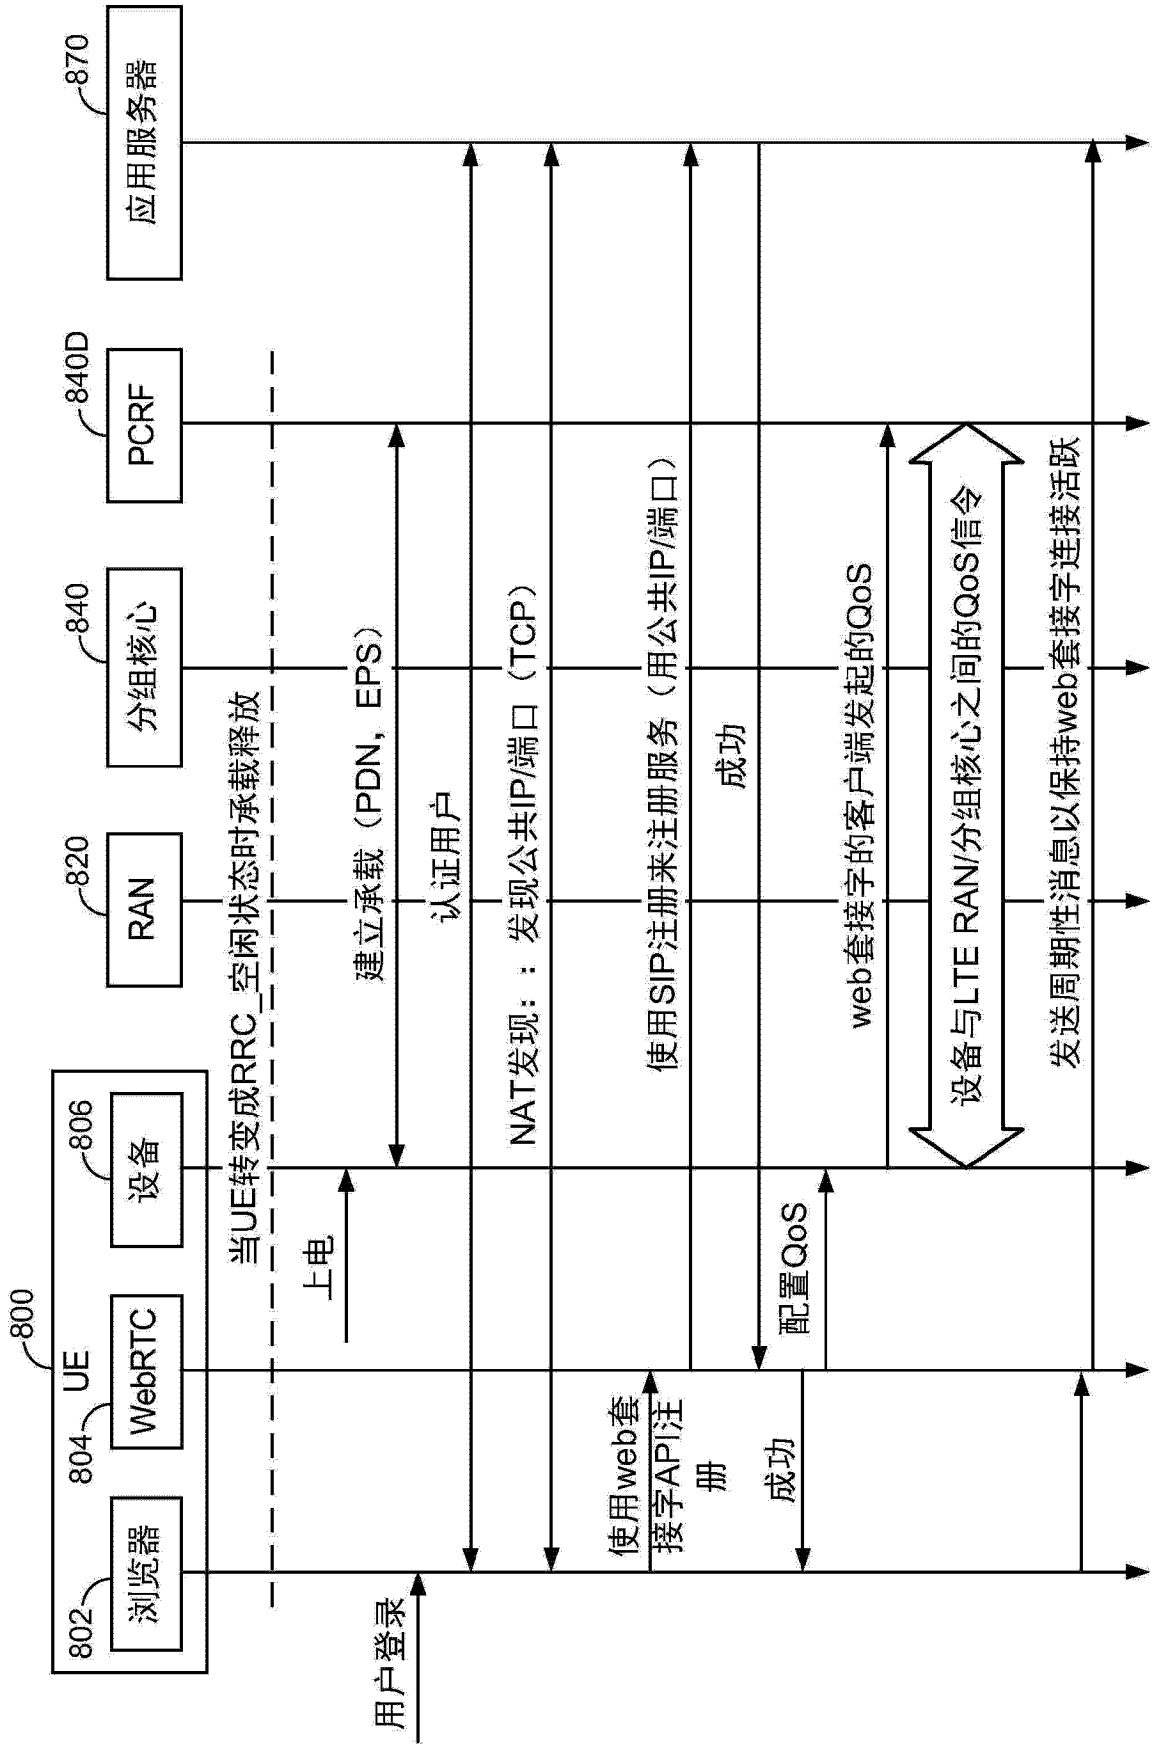 800
UE
802
浏览器
804
WebRTC
806
设备
820
RAN
840
分组核心
840D
PCRF
870
应用服务器
当UE转变成RRC_空闲状态时承载释放
上电
建立承载（PDN，EPS）
用户登录
认证用户
NAT发现：：发现公共IP/端口（TCP）
使用web套
接字API注
册
使用SIP注册来注册服务（用公共IP/端口）
成功
成功
配置QoS
web套接字的客户端发起的QoS
设备与LTE RAN/分组核心之间的QoS信令
发送周期性消息以保持web套接字连接活跃